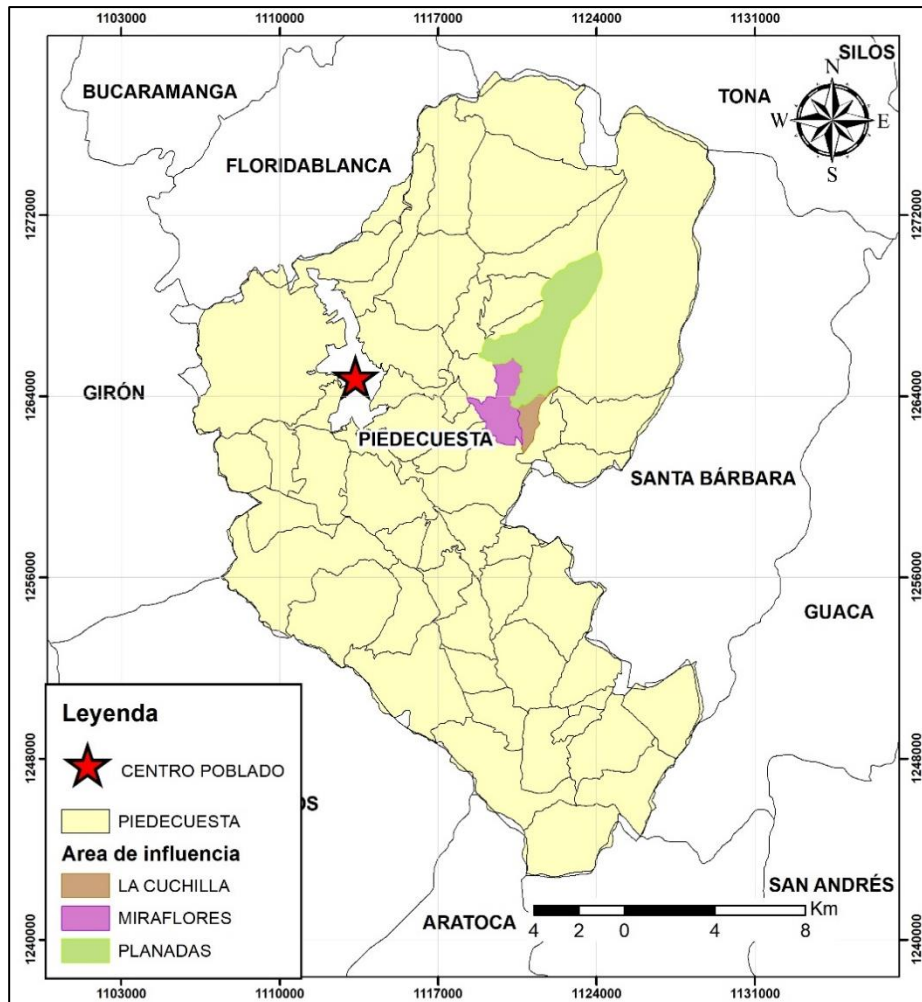 1103000 1110000 1117000 1124000 1131000
SILOS
BUCARAMANGA
TONA
N
W E
S
FLORIDABLANCA
1272000 1272000
GIRÓN
1264000 1264000
PIEDECUESTA
SANTA BÁRBARA
1256000 1256000
GUACA
Leyenda
CENTRO POBLADO
1248000 1248000
OS
PIEDECUESTA
Area de influencia
LA CUCHILLA
MIRAFLORES
PLANADAS
SAN ANDRÉS
ARATOCA
Km
4 2 0 4 8
1240000 1240000
1103000 1110000 1117000 1124000 1131000